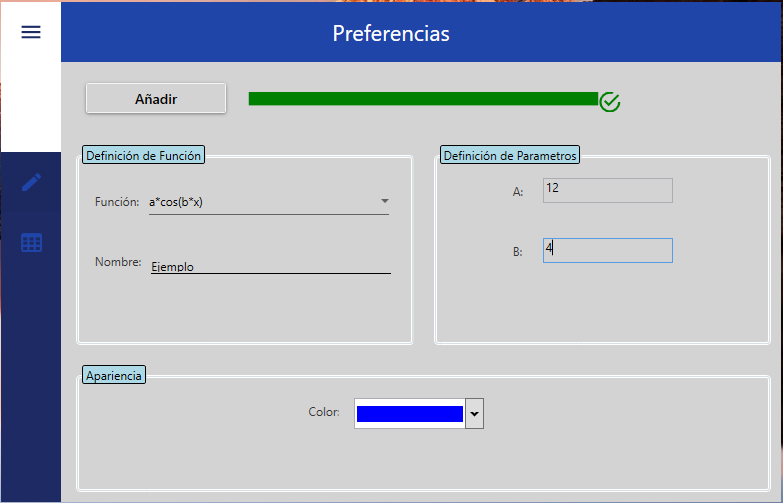 Preferencias
Añadir
Definición de Función
Función: a*cos(b*x)
Nombre: Ejemplo
Definición de Parametros
A: 12
B: 4
Apariencia
Color: